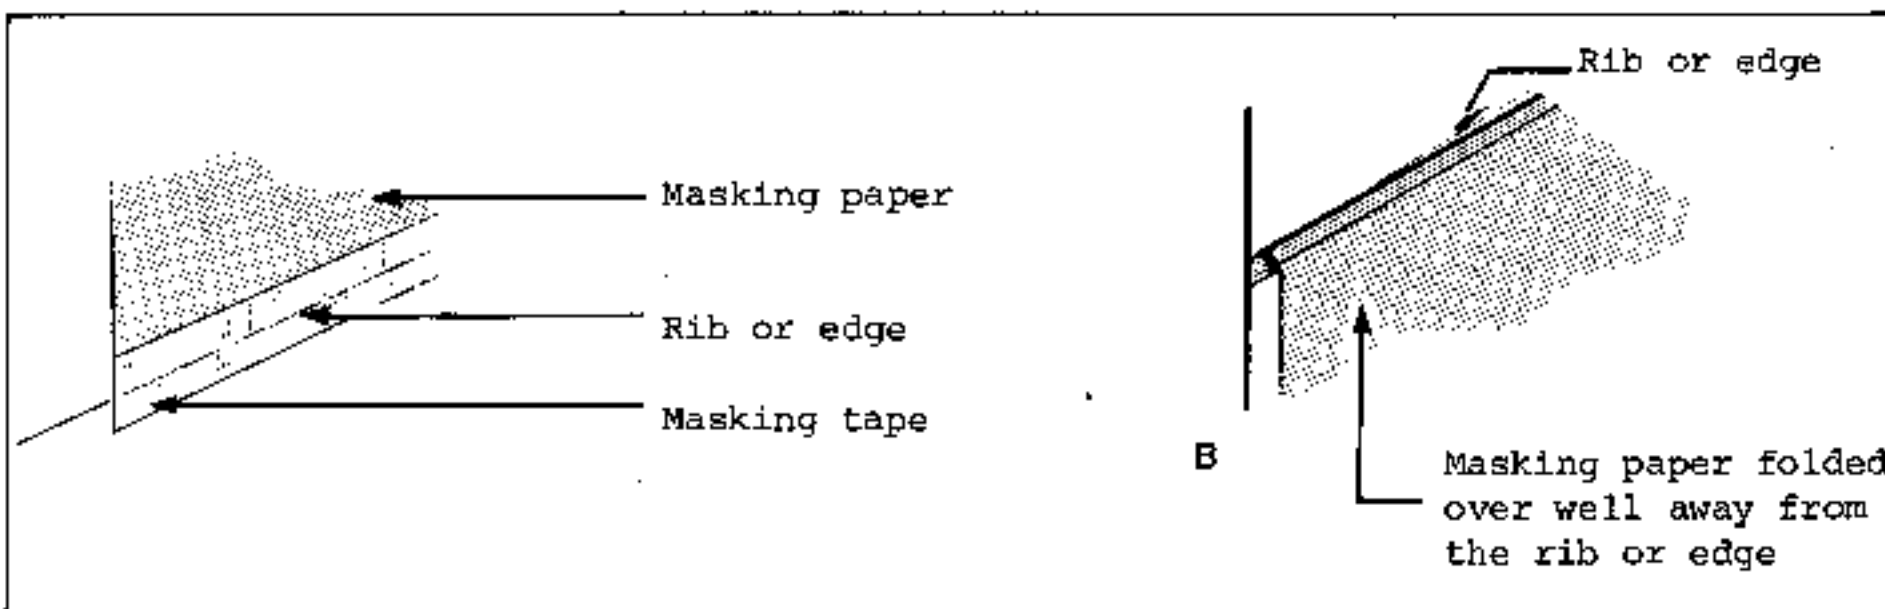 Rib or edge
Masking paper
Rib or edge
Masking tape
B
Masking paper folded
over well away from
the rib or edge